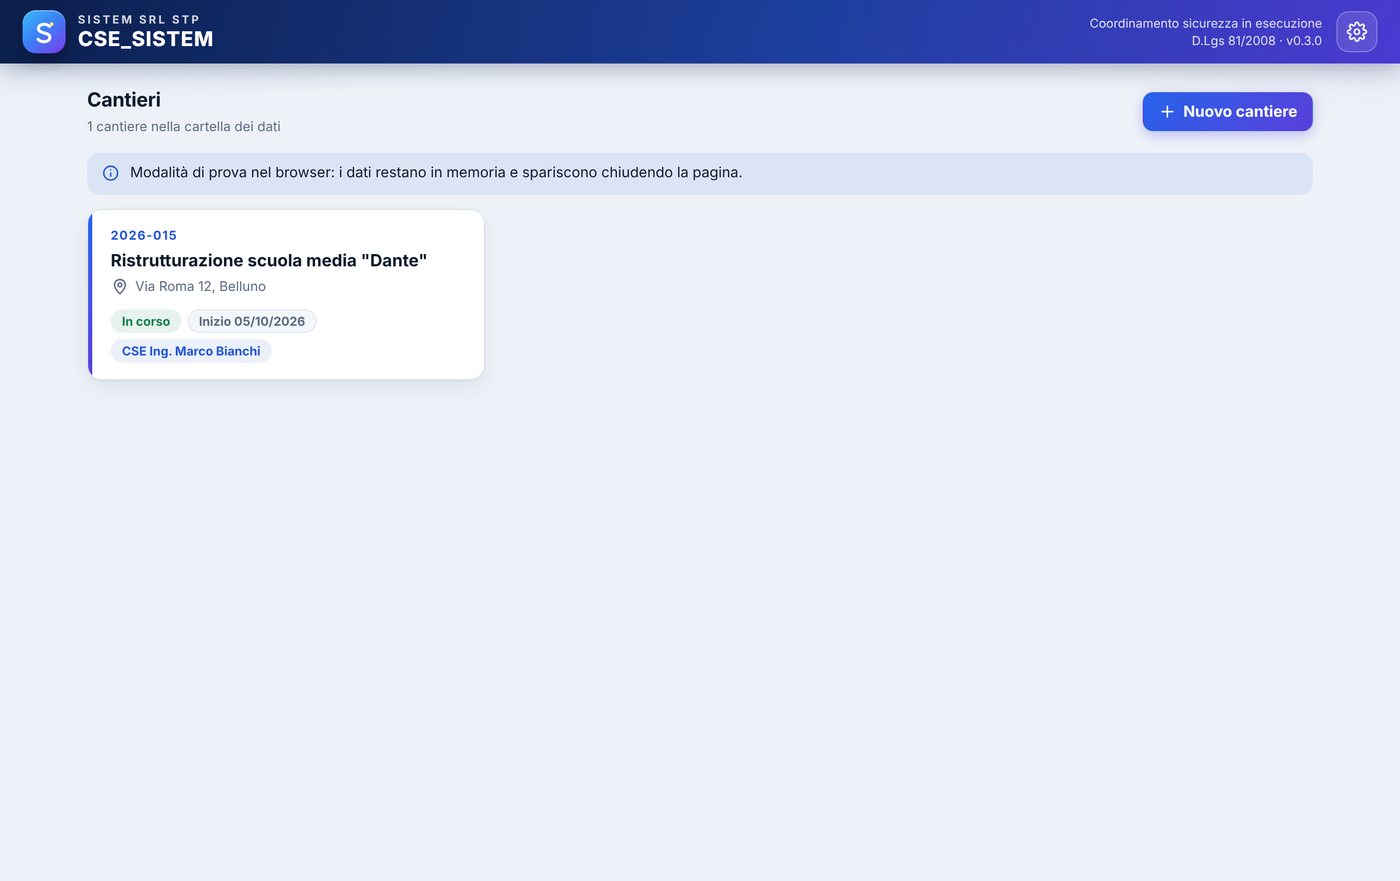 SISTEM SRL STP
CSE_SISTEM
Coordinamento sicurezza in esecuzione
D.Lgs 81/2008 · v0.3.0
Cantieri
1 cantiere nella cartella dei dati
Nuovo cantiere
Modalità di prova nel browser: i dati restano in memoria e spariscono chiudendo la pagina.
2026-015
Ristrutturazione scuola media "Dante"
Via Roma 12, Belluno
In corso
Inizio 05/10/2026
CSE Ing. Marco Bianchi